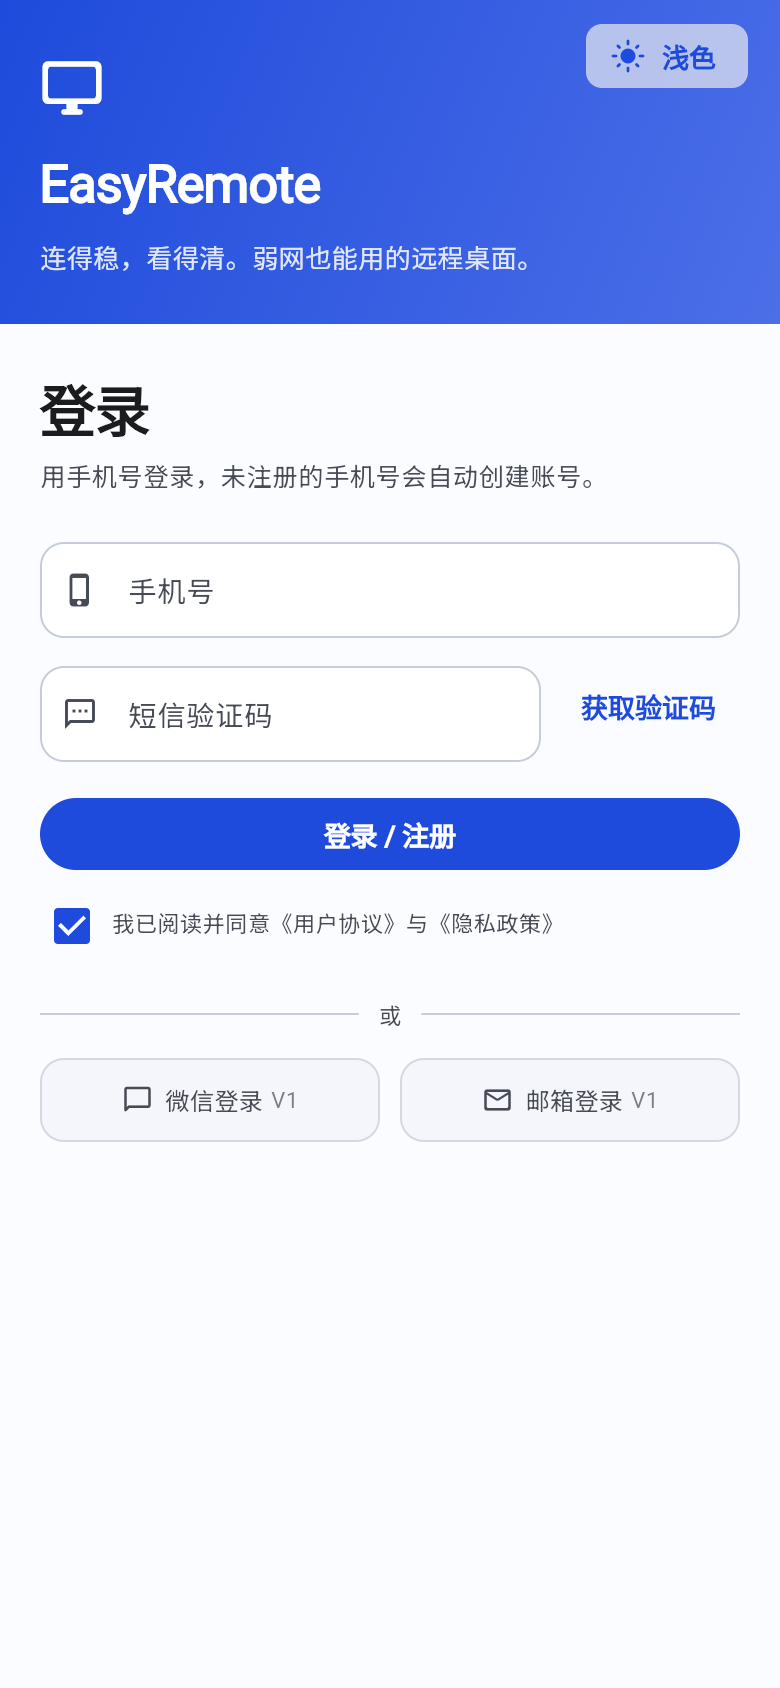 浅色
EasyRemote
连得稳，看得清。弱网也能用的远程桌面。
登录
用手机号登录，未注册的手机号会自动创建账号。
手机号
短信验证码
获取验证码
登录 / 注册
我已阅读并同意《用户协议》与《隐私政策》
或
微信登录 V1
邮箱登录 V1